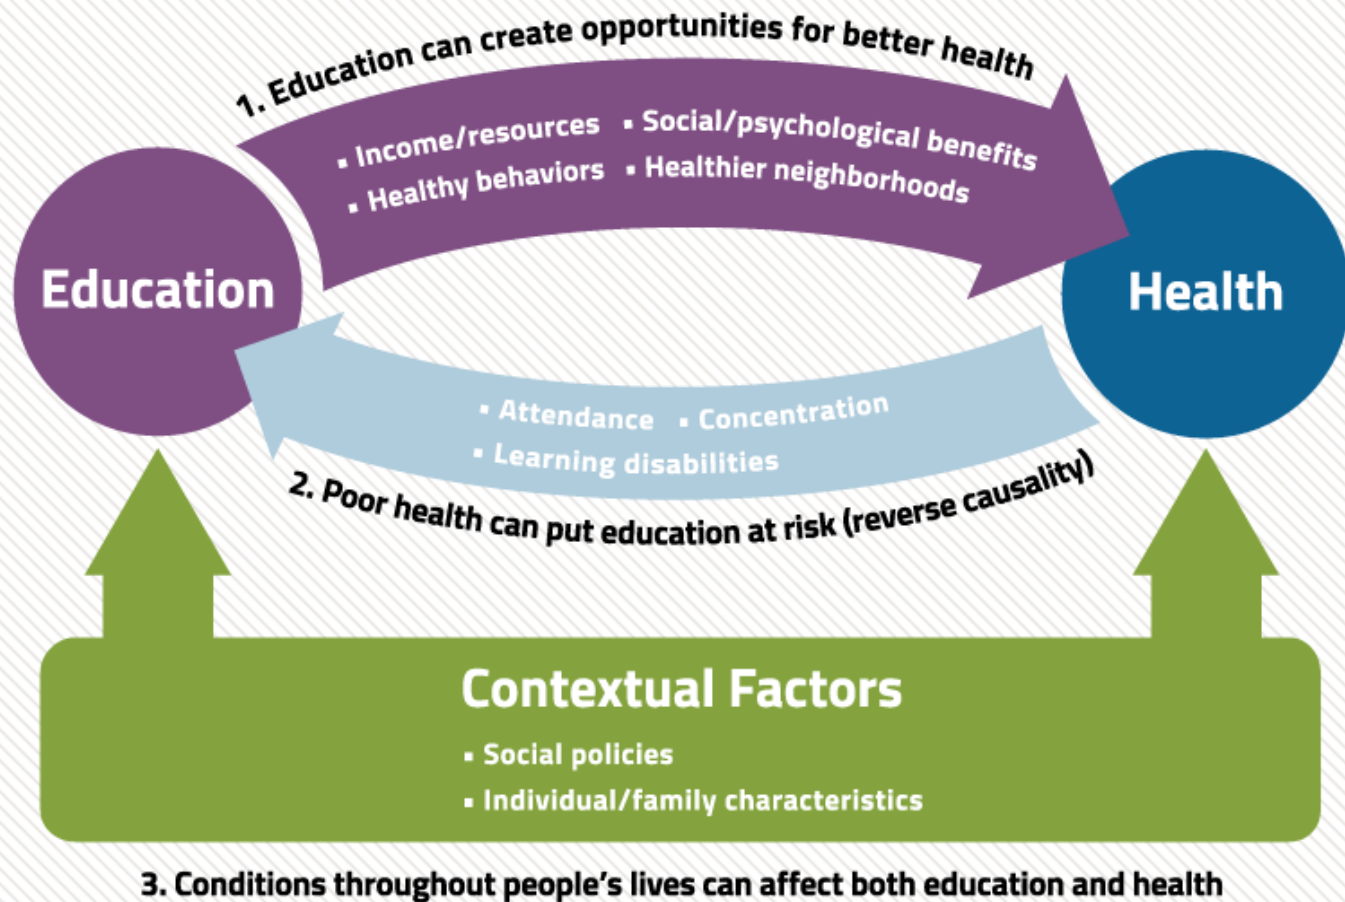 1. Education can create opportunities for better health
▪ Income/resources ▪ Social/psychological benefits
▪ Healthy behaviors ▪ Healthier neighborhoods
Education
Health
▪ Attendance ▪ Concentration
▪ Learning disabilities
2. Poor health can put education at risk (reverse causality)
Contextual Factors
▪ Social policies
▪ Individual/family characteristics
3. Conditions throughout people’s lives can affect both education and health